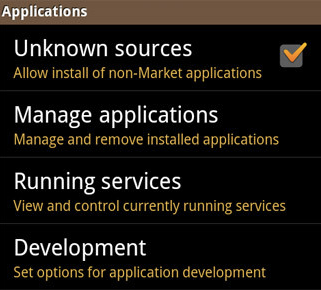 Applications
Unknown sources
Allow install of non-Market applications
Manage applications
Manage and remove installed applications
Running services
View and control currently running services
Development
Set options for application development